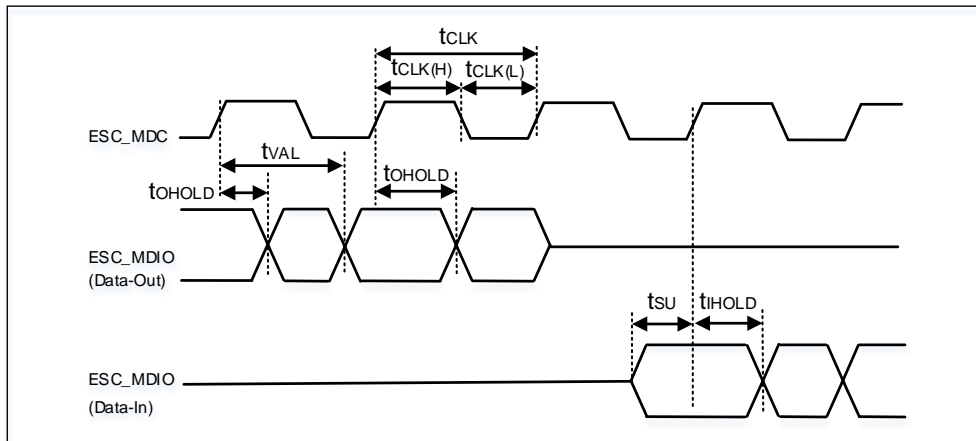 tCLK
tCLK(H) tCLK(L)
ESC_MDC
tVAL
tOHOLD tOHOLD
ESC_MDIO
(Data-Out)
tSU tIHOLD
ESC_MDIO
(Data-In)